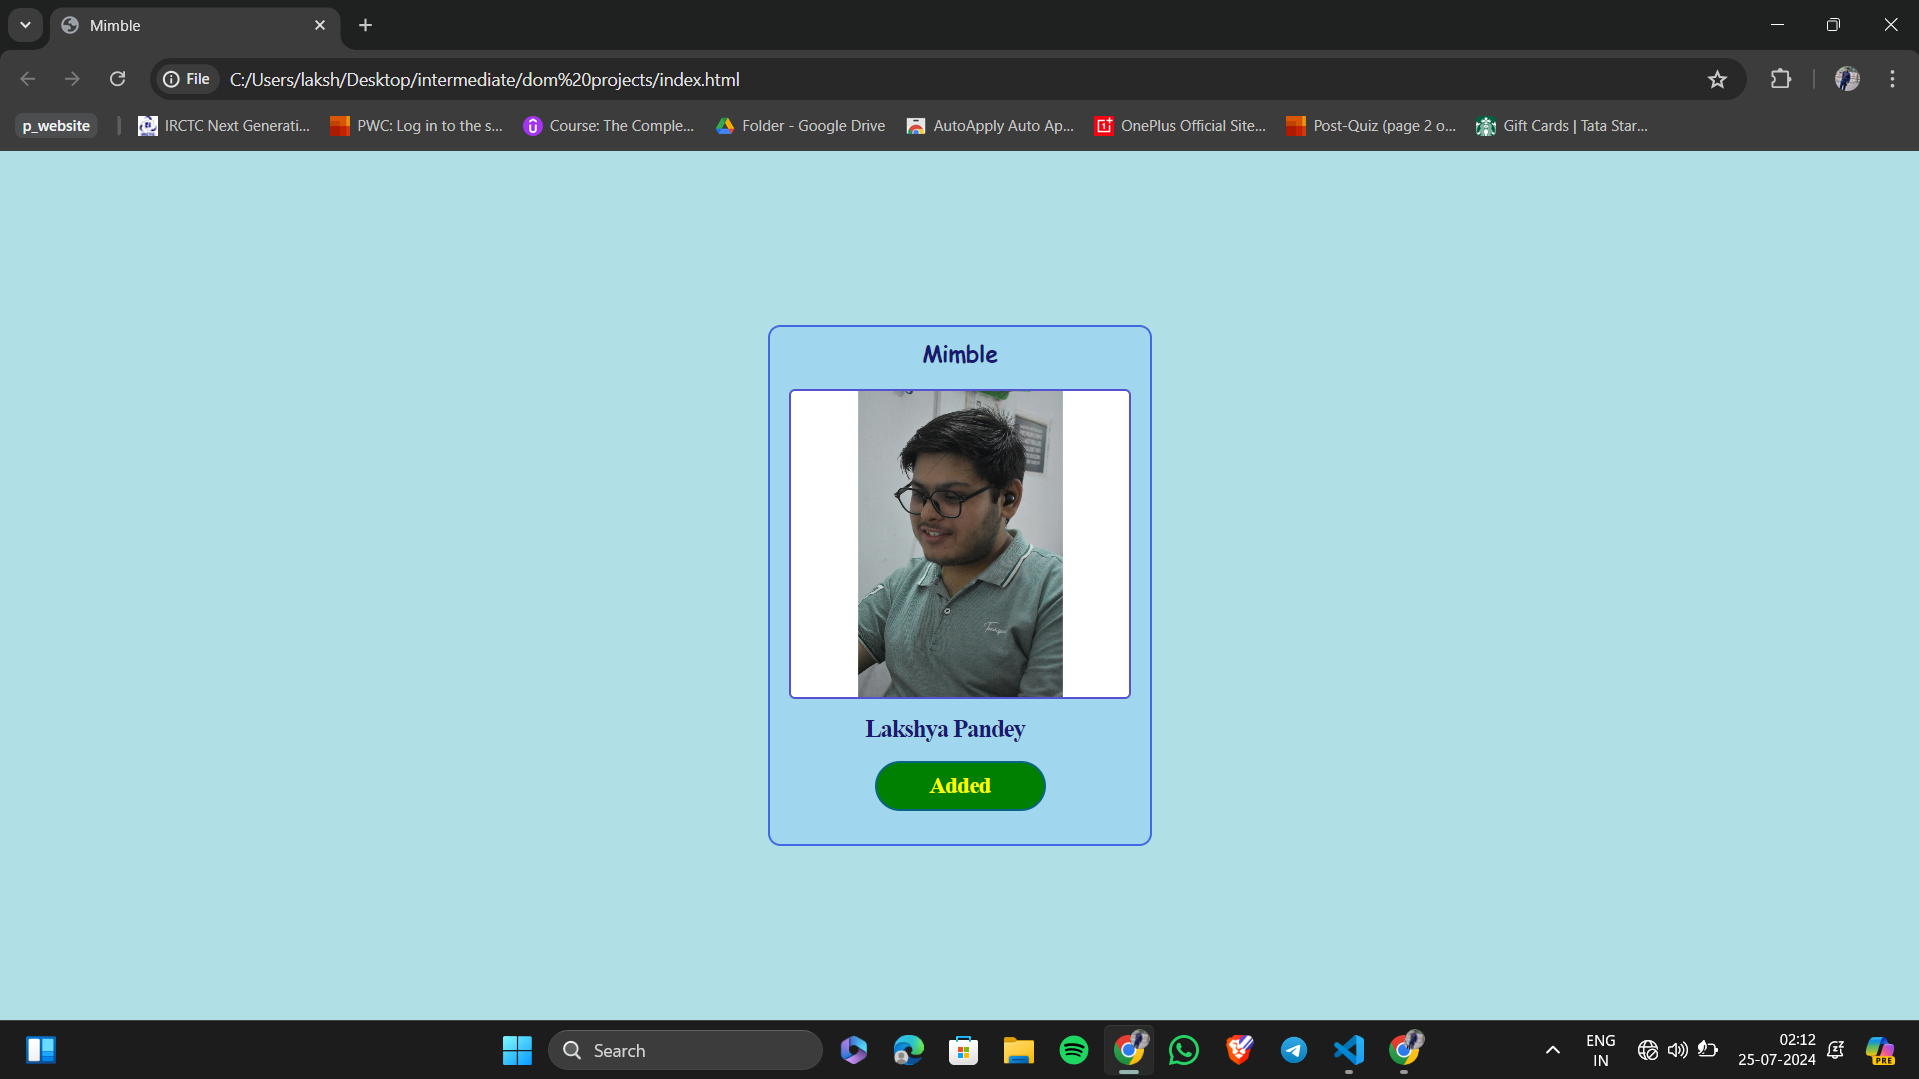 Mimble
File
C:/Users/laksh/Desktop/intermediate/dom%20projects/index.html
p_website
IRCTC Next Generati...
PWC: Log in to the s...
Course: The Comple...
Folder - Google Drive
AutoApply Auto Ap...
OnePlus Official Site...
Post-Quiz (page 2 o...
Gift Cards | Tata Star...
Mimble
Lakshya Pandey
Added
Search
ENG
IN
02:12
25-07-2024
PRE